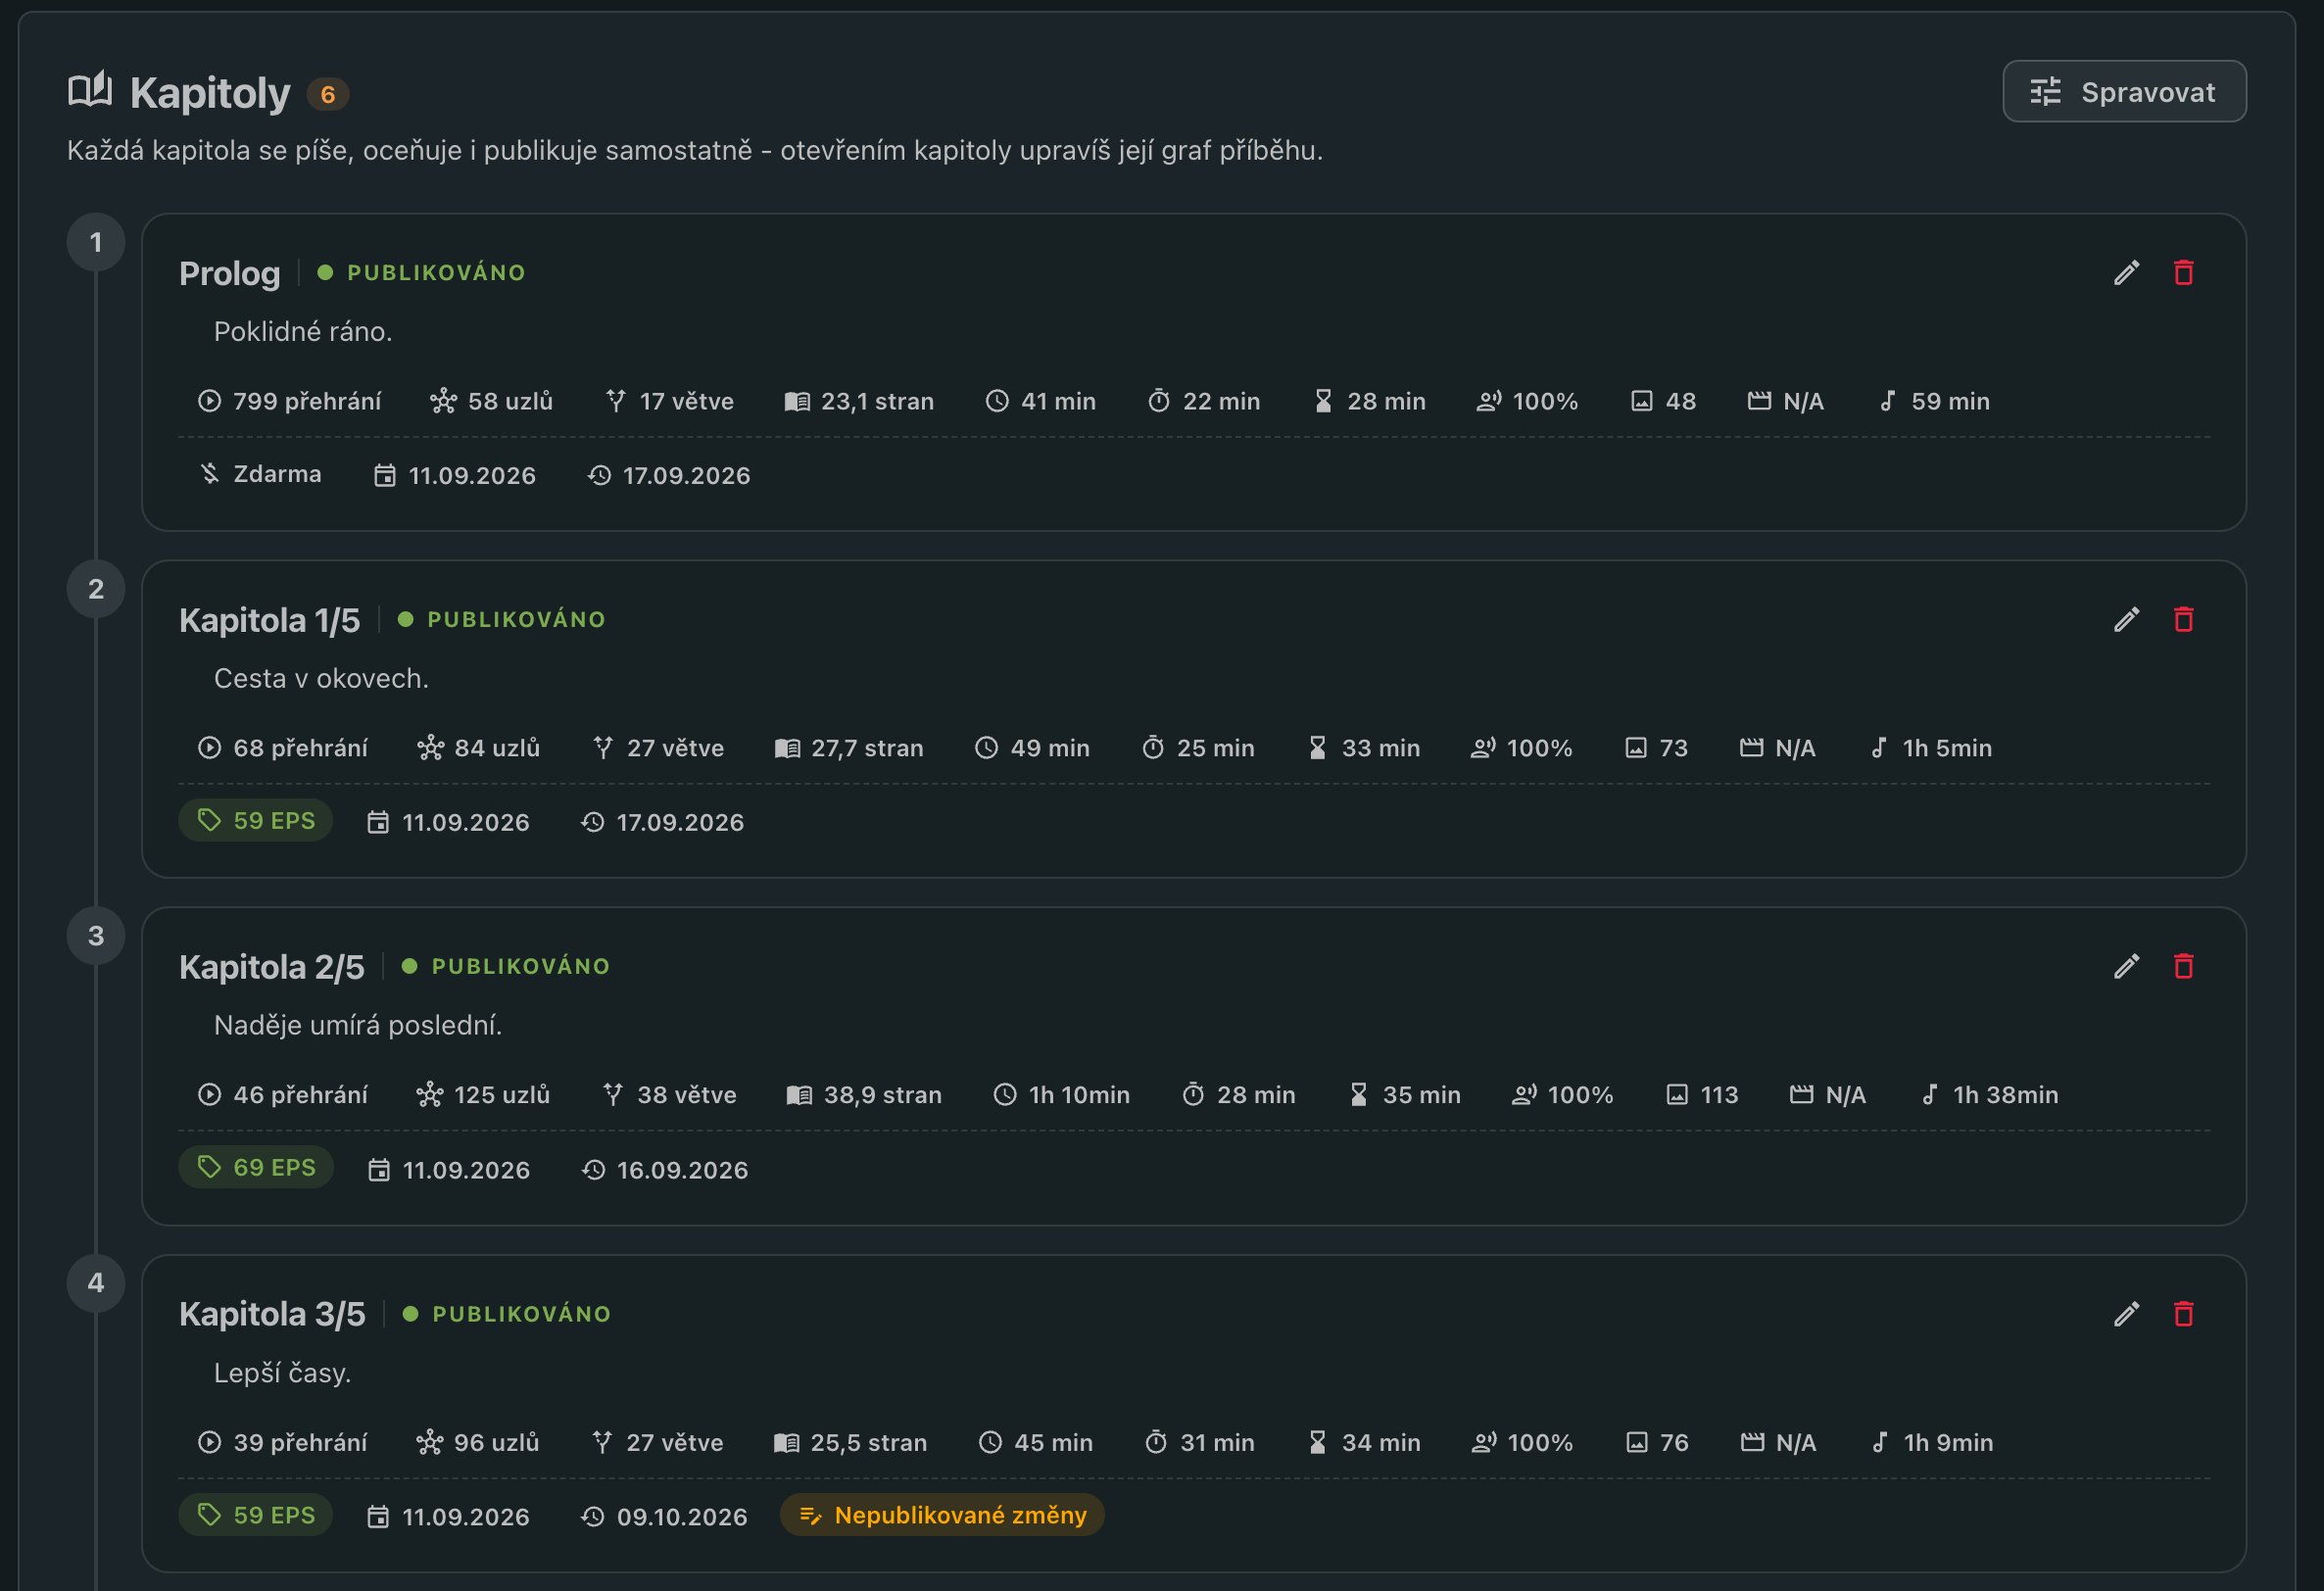 Kapitoly 6
Spravovat
Každá kapitola se píše, oceňuje i publikuje samostatně - otevřením kapitoly upravíš její graf příběhu.
1
Prolog PUBLIKOVÁNO
Poklidné ráno.
799 přehrání 58 uzlů 17 větve 23,1 stran 41 min 22 min 28 min 100% 48 N/A 59 min
Zdarma 11.09.2026 17.09.2026
2
Kapitola 1/5 PUBLIKOVÁNO
Cesta v okovech.
68 přehrání 84 uzlů 27 větve 27,7 stran 49 min 25 min 33 min 100% 73 N/A 1h 5min
59 EPS 11.09.2026 17.09.2026
3
Kapitola 2/5 PUBLIKOVÁNO
Naděje umírá poslední.
46 přehrání 125 uzlů 38 větve 38,9 stran 1h 10min 28 min 35 min 100% 113 N/A 1h 38min
69 EPS 11.09.2026 16.09.2026
4
Kapitola 3/5 PUBLIKOVÁNO
Lepší časy.
39 přehrání 96 uzlů 27 větve 25,5 stran 45 min 31 min 34 min 100% 76 N/A 1h 9min
59 EPS 11.09.2026 09.10.2026 Nepublikované změny